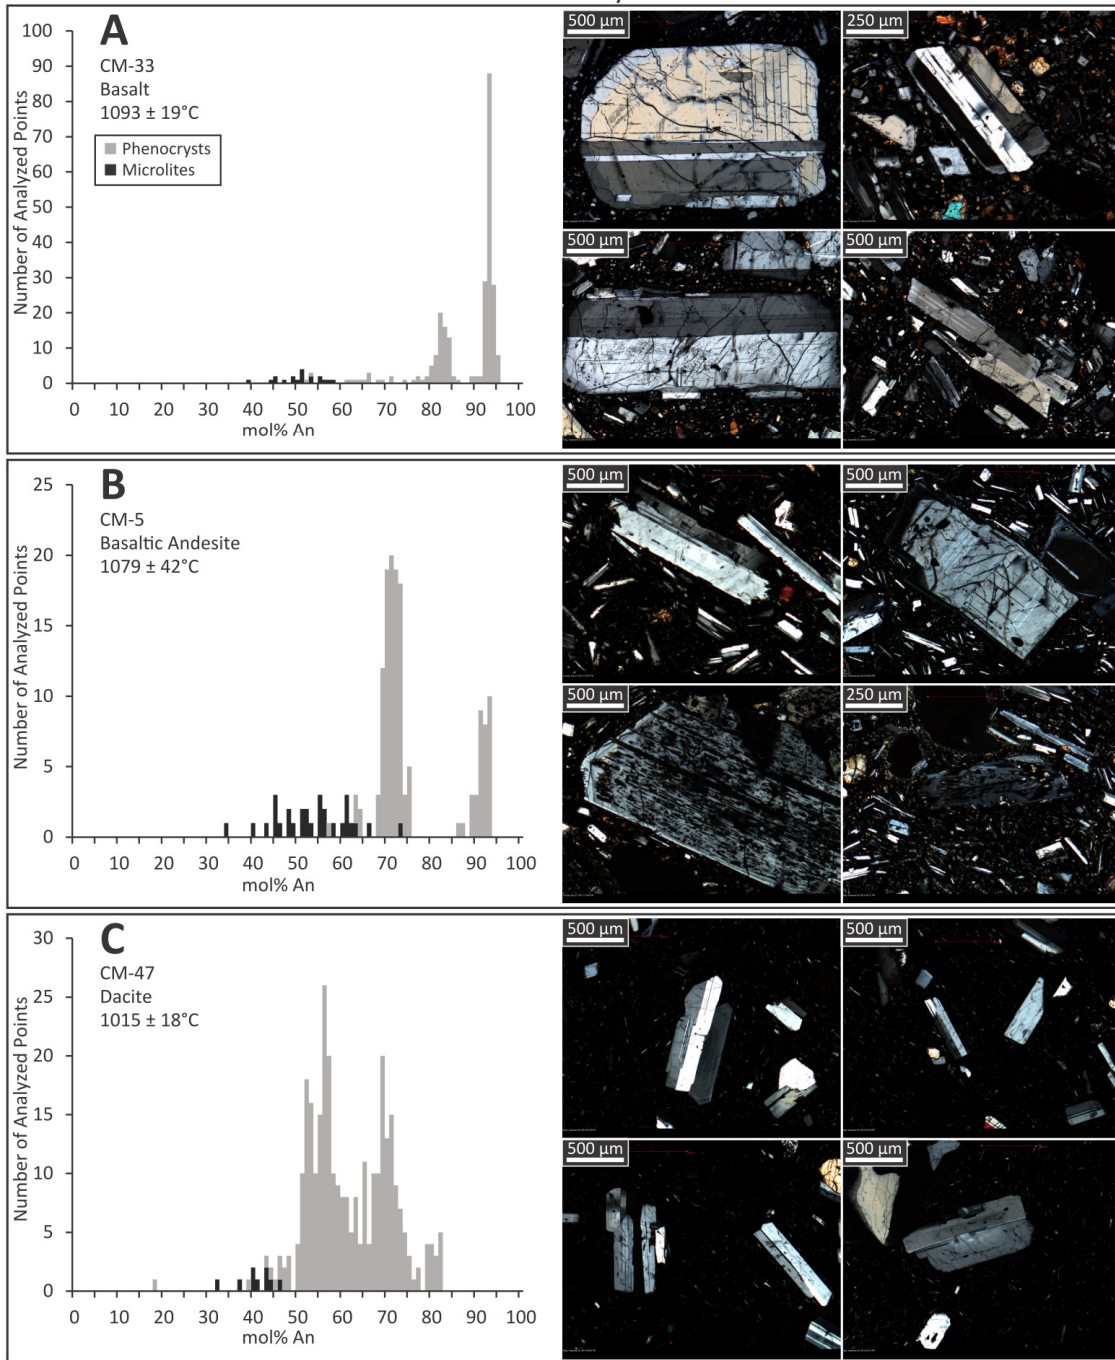 A
CM-33
Basalt
1093 ± 19°C
Phenocrysts
Microlites
Number of Analyzed Points
100
90
80
70
60
50
40
30
20
10
0
0 10 20 30 40 50 60 70 80 90 100
mol% An
500 µm
250 µm
500 µm
500 µm
B
CM-5
Basaltic Andesite
1079 ± 42°C
Number of Analyzed Points
25
20
15
10
5
0
0 10 20 30 40 50 60 70 80 90 100
mol% An
500 µm
500 µm
500 µm
250 µm
C
CM-47
Dacite
1015 ± 18°C
Number of Analyzed Points
30
25
20
15
10
5
0
0 10 20 30 40 50 60 70 80 90 100
mol% An
500 µm
500 µm
500 µm
500 µm